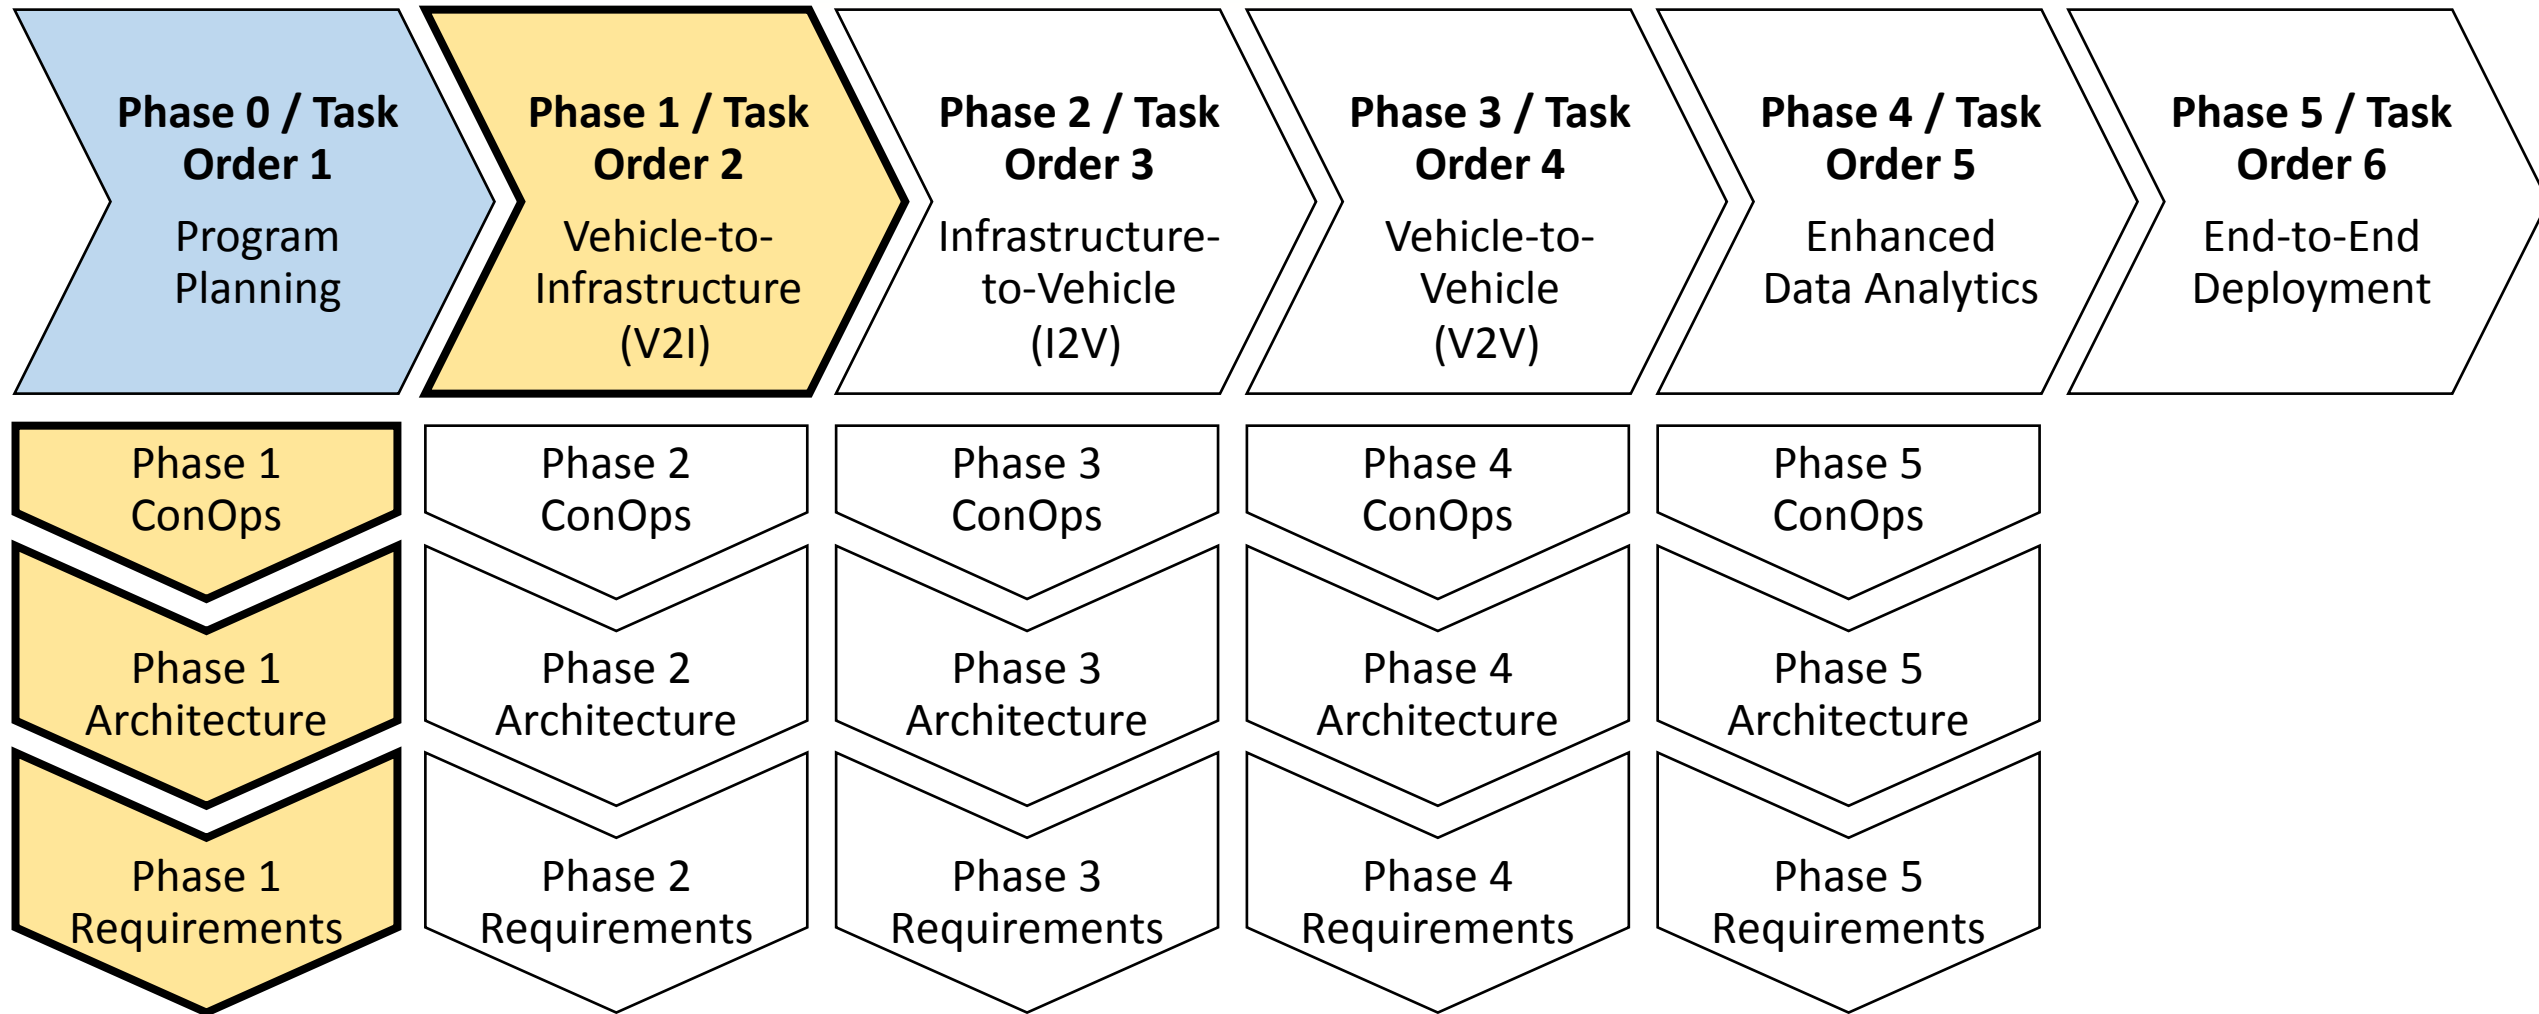 Phase 0 / Task
Order 1
Program
Planning
Phase 1 / Task
Order 2
Vehicle-to-
Infrastructure
(V2I)
Phase 2 / Task
Order 3
Infrastructure-
to-Vehicle
(I2V)
Phase 3 / Task
Order 4
Vehicle-to-
Vehicle
(V2V)
Phase 4 / Task
Order 5
Enhanced
Data Analytics
Phase 5 / Task
Order 6
End-to-End
Deployment
Phase 1
ConOps
Phase 1
Architecture
Phase 1
Requirements
Phase 2
ConOps
Phase 2
Architecture
Phase 2
Requirements
Phase 3
ConOps
Phase 3
Architecture
Phase 3
Requirements
Phase 4
ConOps
Phase 4
Architecture
Phase 4
Requirements
Phase 5
ConOps
Phase 5
Architecture
Phase 5
Requirements